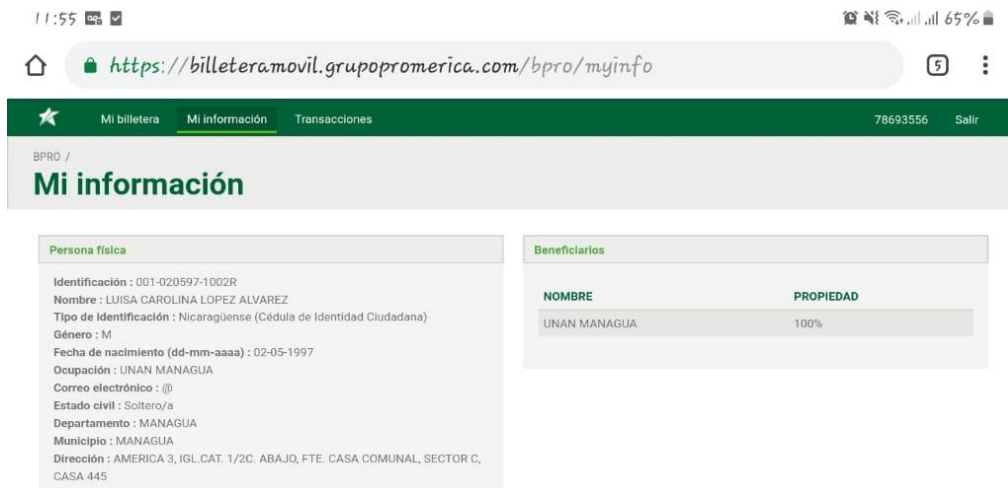 11:55 65%
https://billeteramovil.grupopromerica.com/bpro/myinfo 5
Mi billetera Mi información Transacciones 78693556 Salir
BPRO /
Mi información
Persona física
Identificación : 001-020597-1002R
Nombre : LUISA CAROLINA LOPEZ ALVAREZ
Tipo de identificación : Nicaragüense (Cédula de Identidad Ciudadana)
Género : M
Fecha de nacimiento (dd-mm-aaaa) : 02-05-1997
Ocupación : UNAN MANAGUA
Correo electrónico : @
Estado civil : Soltero/a
Departamento : MANAGUA
Municipio : MANAGUA
Dirección : AMERICA 3, IGL.CAT. 1/2C. ABAJO, FTE. CASA COMUNAL, SECTOR C,
CASA 445
Beneficiarios
NOMBRE PROPIEDAD
UNAN MANAGUA 100%